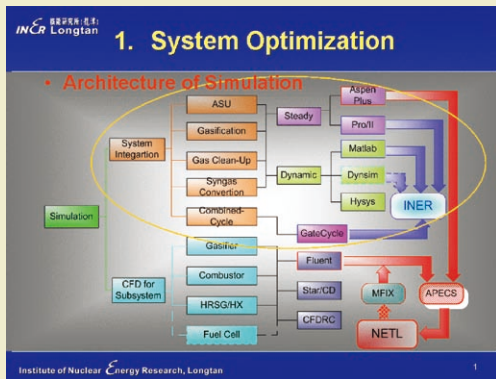 INER Longtan
1. System Optimization
• Architecture of Simulation
Simulation
System
Integartion
CFD for
Subsystem
ASU
Gasification
Gas Clean-Up
Syngas
Convertion
Combined-
Cycle
Gasifier
Combustor
HRSG/HX
Fuel Cell
Steady
Dynamic
GateCycle
Fluent
Star/CD
CFDRC
Aspen
Plus
Pro/II
Matlab
Dynsim
Hysys
INER
MFIX
APECS
NETL
Institute of Nuclear Energy Research, Longtan
1